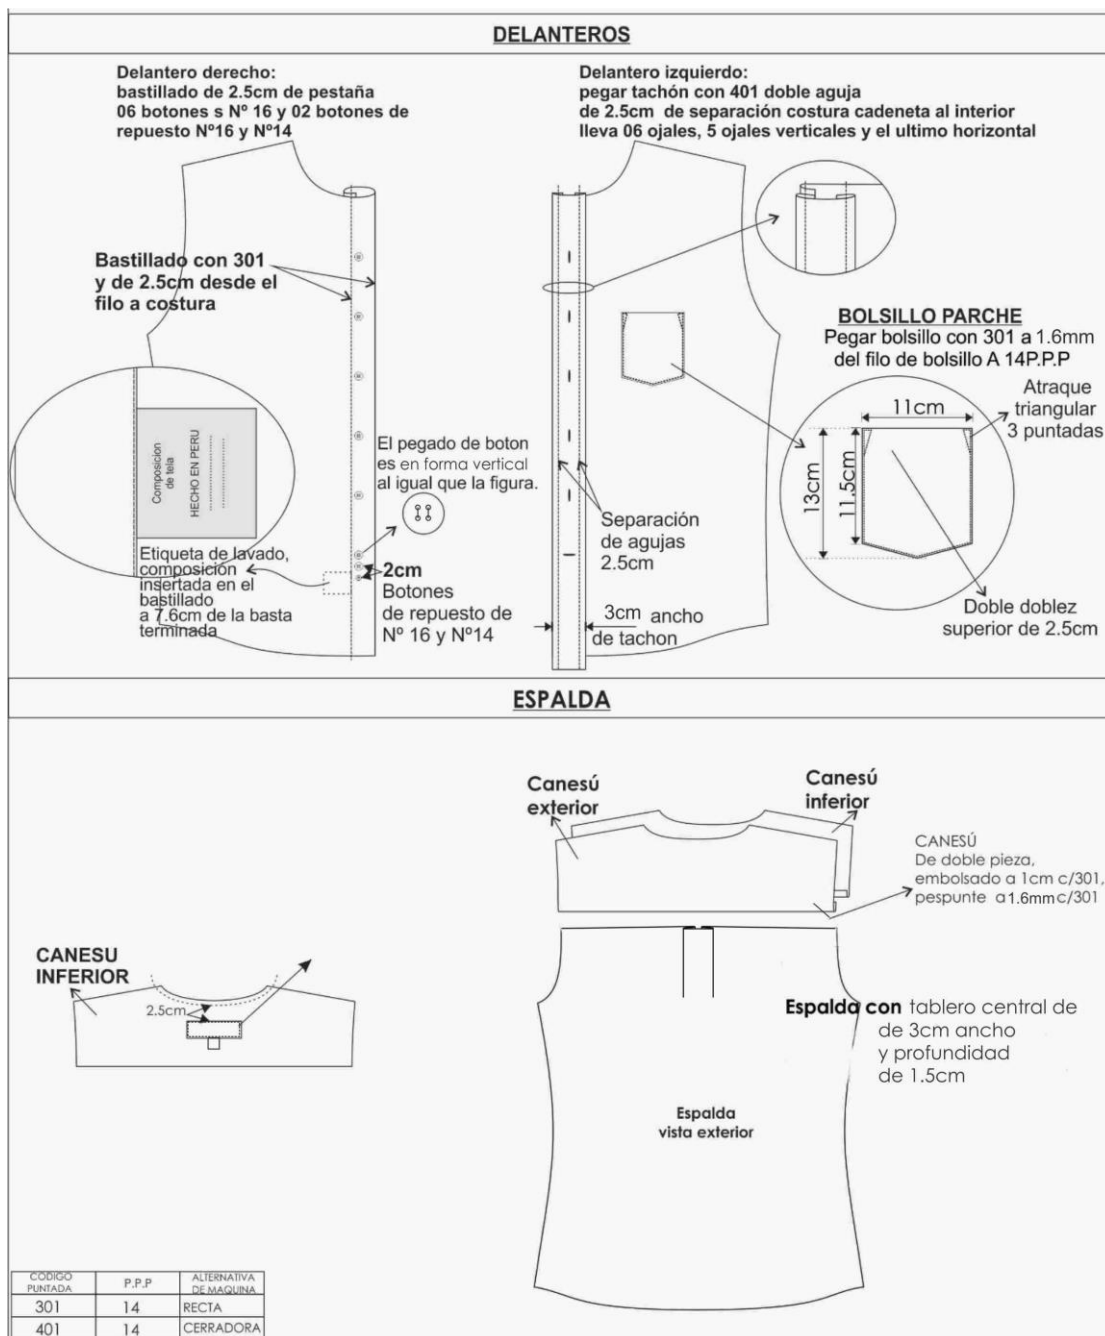 DELANTEROS
Delantero derecho:
bastillado de 2.5cm de pestaña
06 botones s Nº 16 y 02 botones de
repuesto Nº16 y Nº14
Delantero izquierdo:
pegar tachón con 401 doble aguja
de 2.5cm de separación costura cadeneta al interior
lleva 06 ojales, 5 ojales verticales y el ultimo horizontal
Bastillado con 301
y de 2.5cm desde el
filo a costura
BOLSILLO PARCHE
Pegar bolsillo con 301 a 1.6mm
del filo de bolsillo A 14P.P.P
11cm
13cm
11.5cm
Atraque
triangular
3 puntadas
Composicion
de tela
HECHO EN PERU
El pegado de boton
es en forma vertical
al igual que la figura.
Separación
de agujas
2.5cm
Etiqueta de lavado,
composición
insertada en el
bastillado
a 7.6cm de la basta
terminada
2cm
Botones
de repuesto de
Nº 16 y Nº14
3cm ancho
de tachon
Doble doblez
superior de 2.5cm
ESPALDA
Canesú
exterior
Canesú
inferior
CANESÚ
De doble pieza,
embolsado a 1cm c/301,
pespunte a 1.6mm c/301
CANESU
INFERIOR
2.5cm
Espalda con tablero central de
de 3cm ancho
y profundidad
de 1.5cm
Espalda
vista exterior
CODIGO PUNTADA P.P.P ALTERNATIVA DE MAQUINA
301 14 RECTA
401 14 CERRADORA